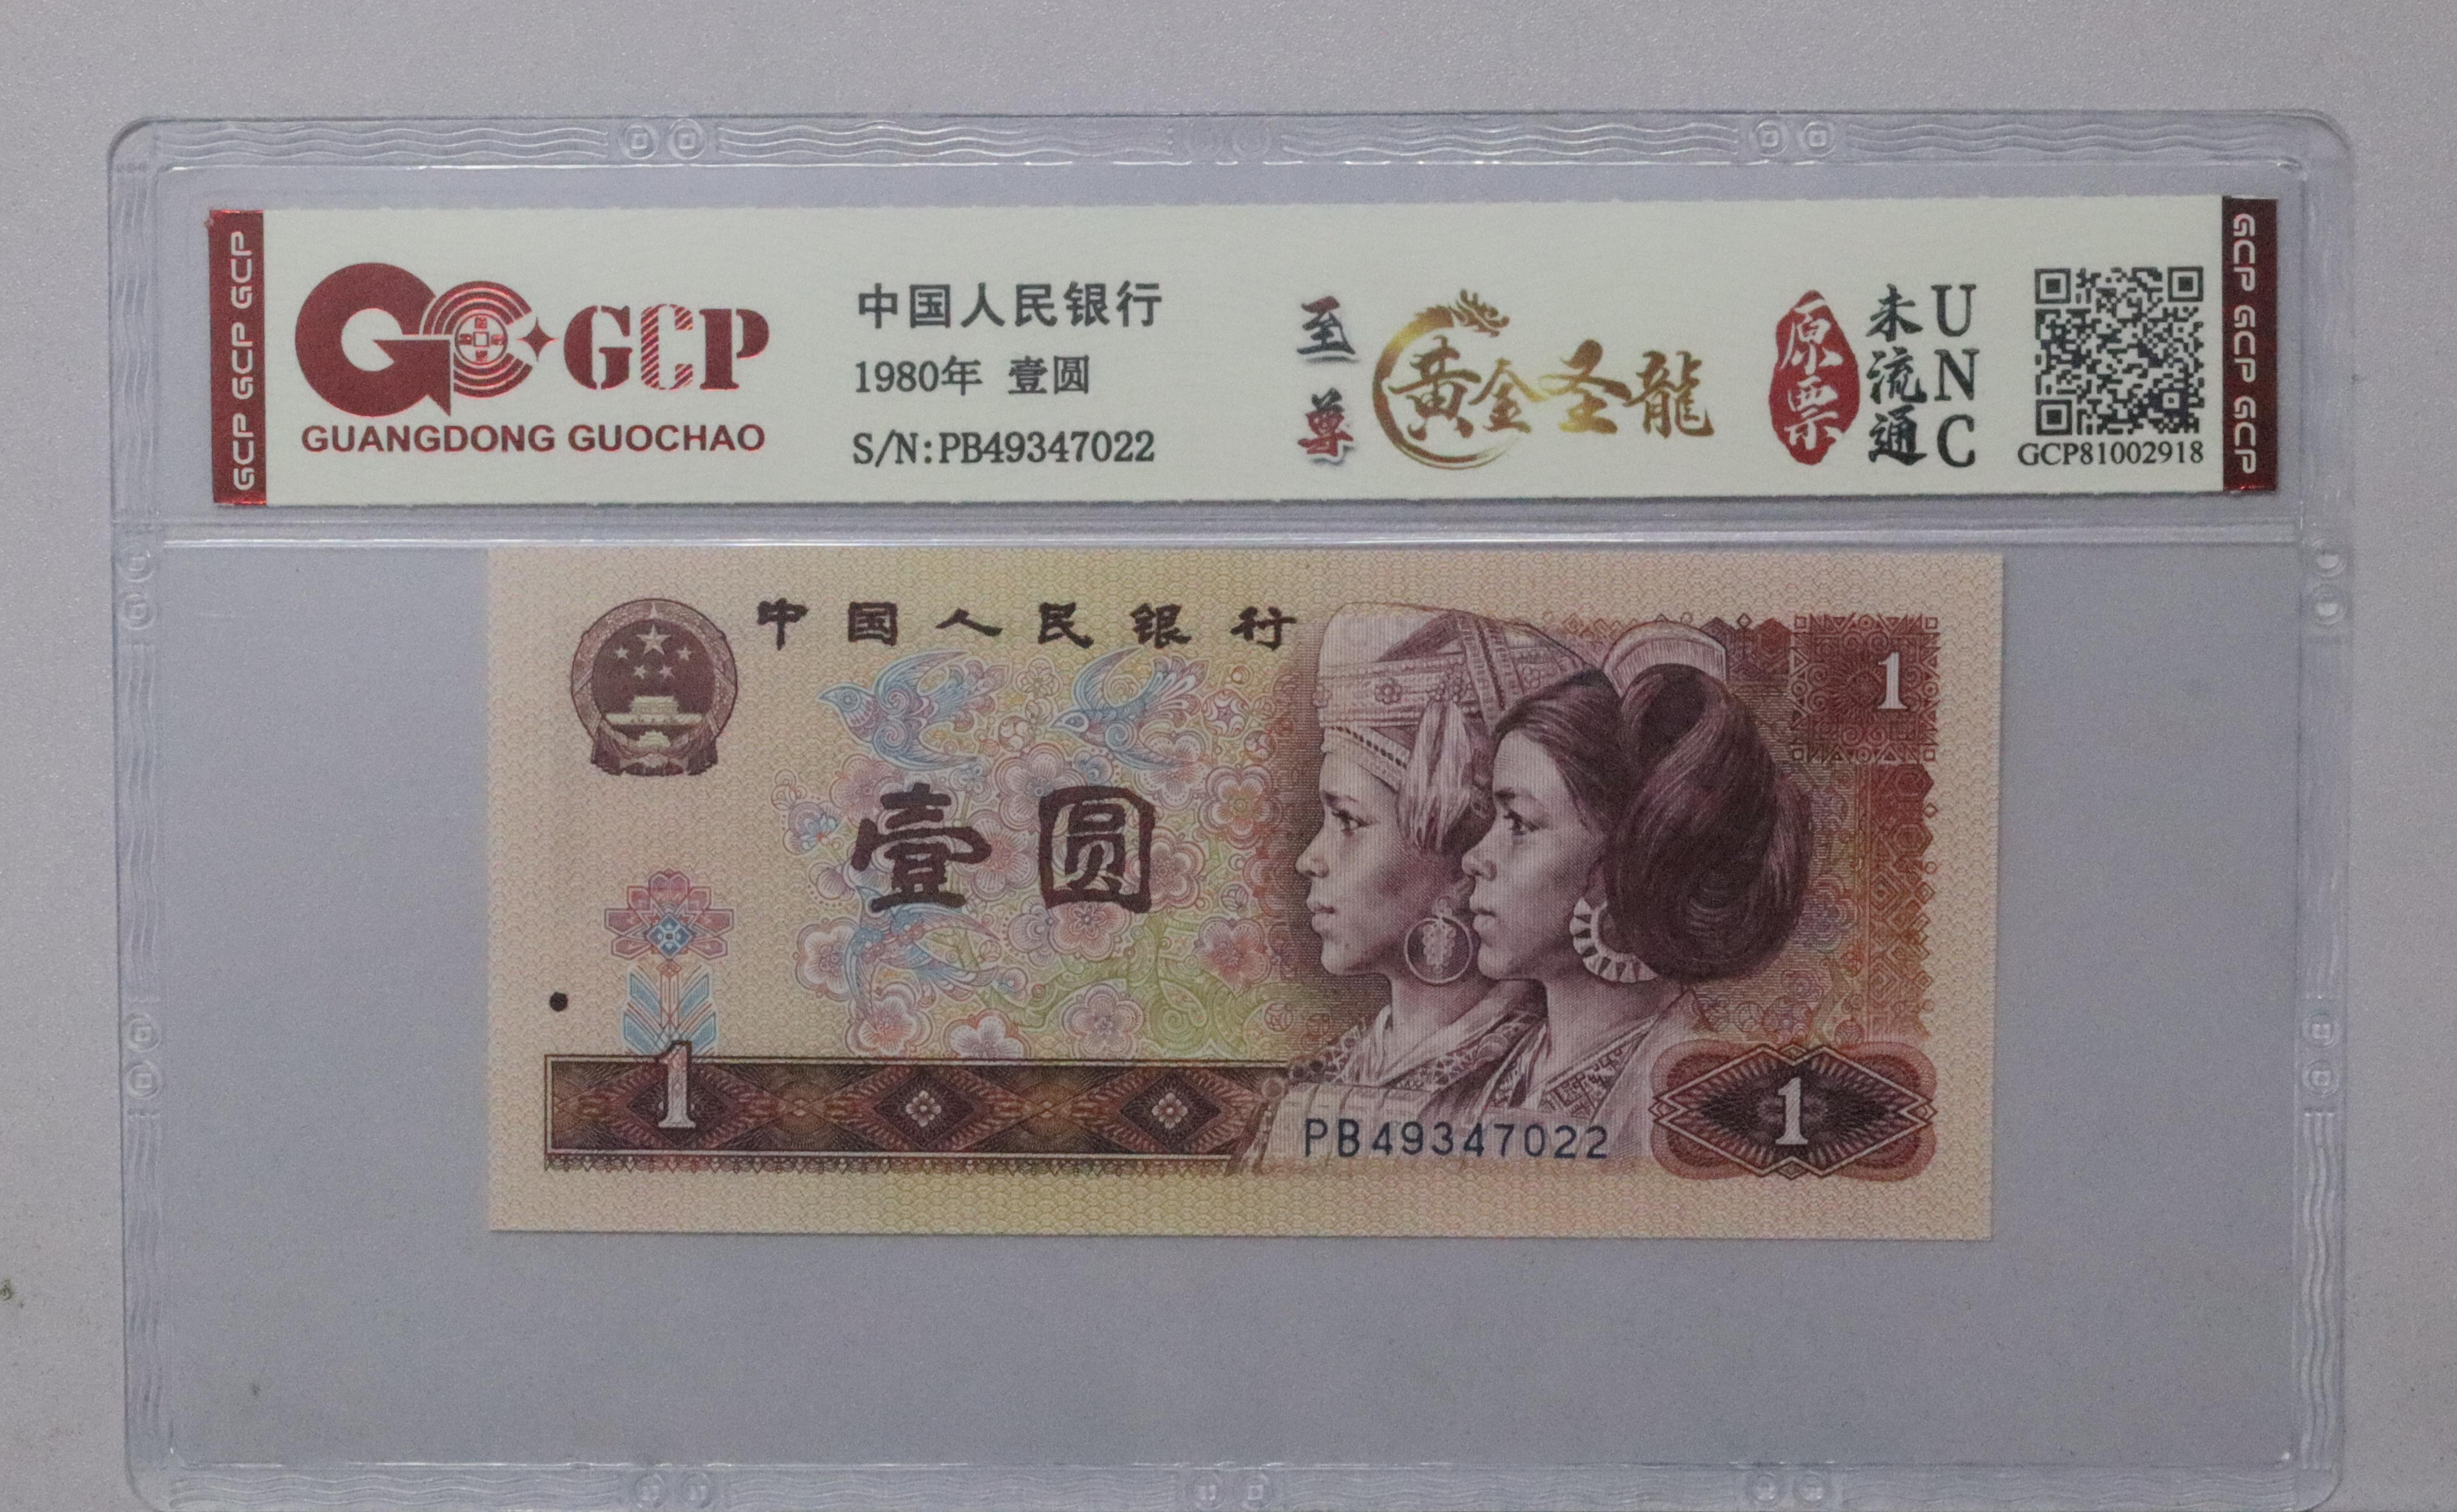 GCP GCP GCP
GCP
GUANGDONG GUOCHAO
中国人民银行
1980年 壹圆
S/N:PB49347022
至尊
黄金圣龍
原票
未流通
UNC
GCP81002918
GCP GCP GCP
中国人民银行
1
壹圆
1
PB49347022
1